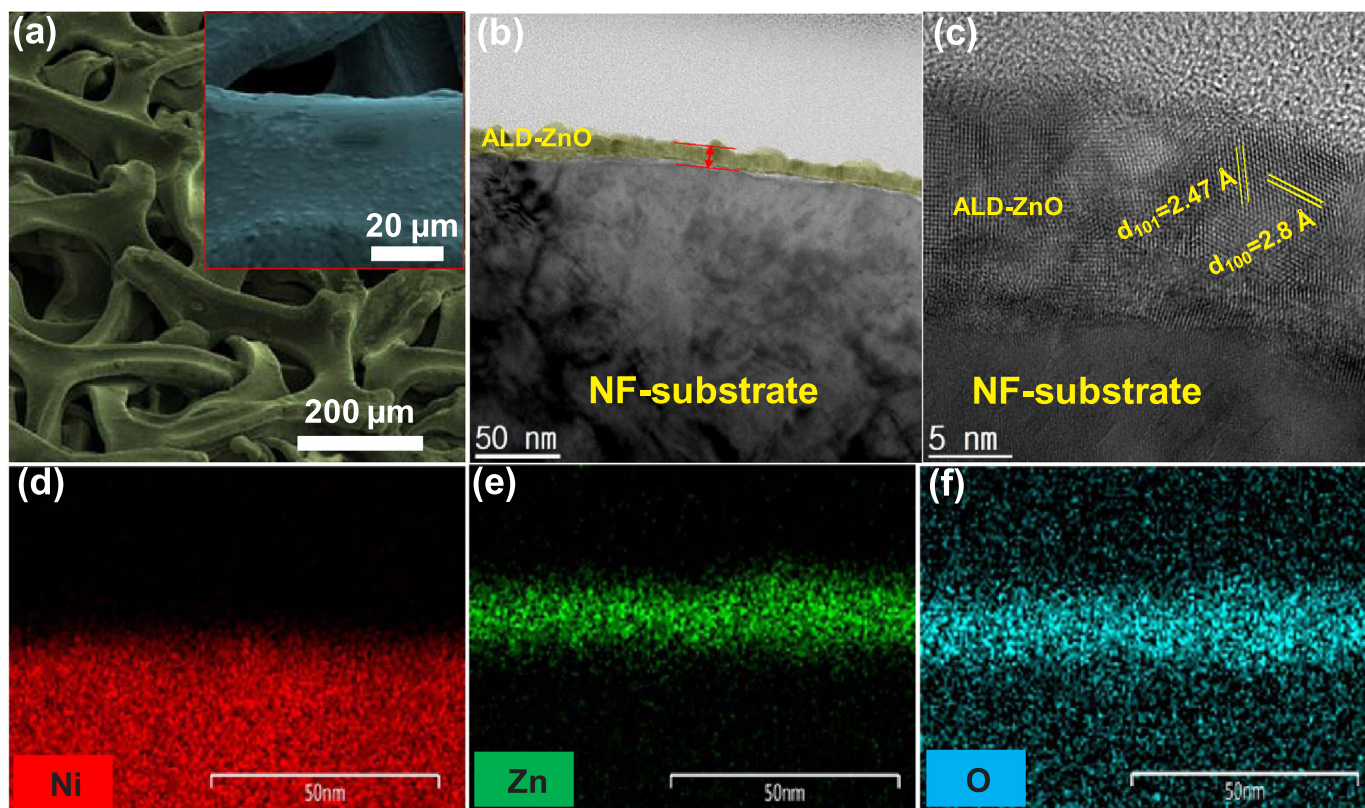 (a)
20 µm
200 µm
(b)
ALD-ZnO
NF-substrate
50 nm
(c)
ALD-ZnO
d₁₀₁=2.47 Å
d₁₀₀=2.8 Å
NF-substrate
5 nm
(d)
Ni
50nm
(e)
Zn
50nm
(f)
O
50nm